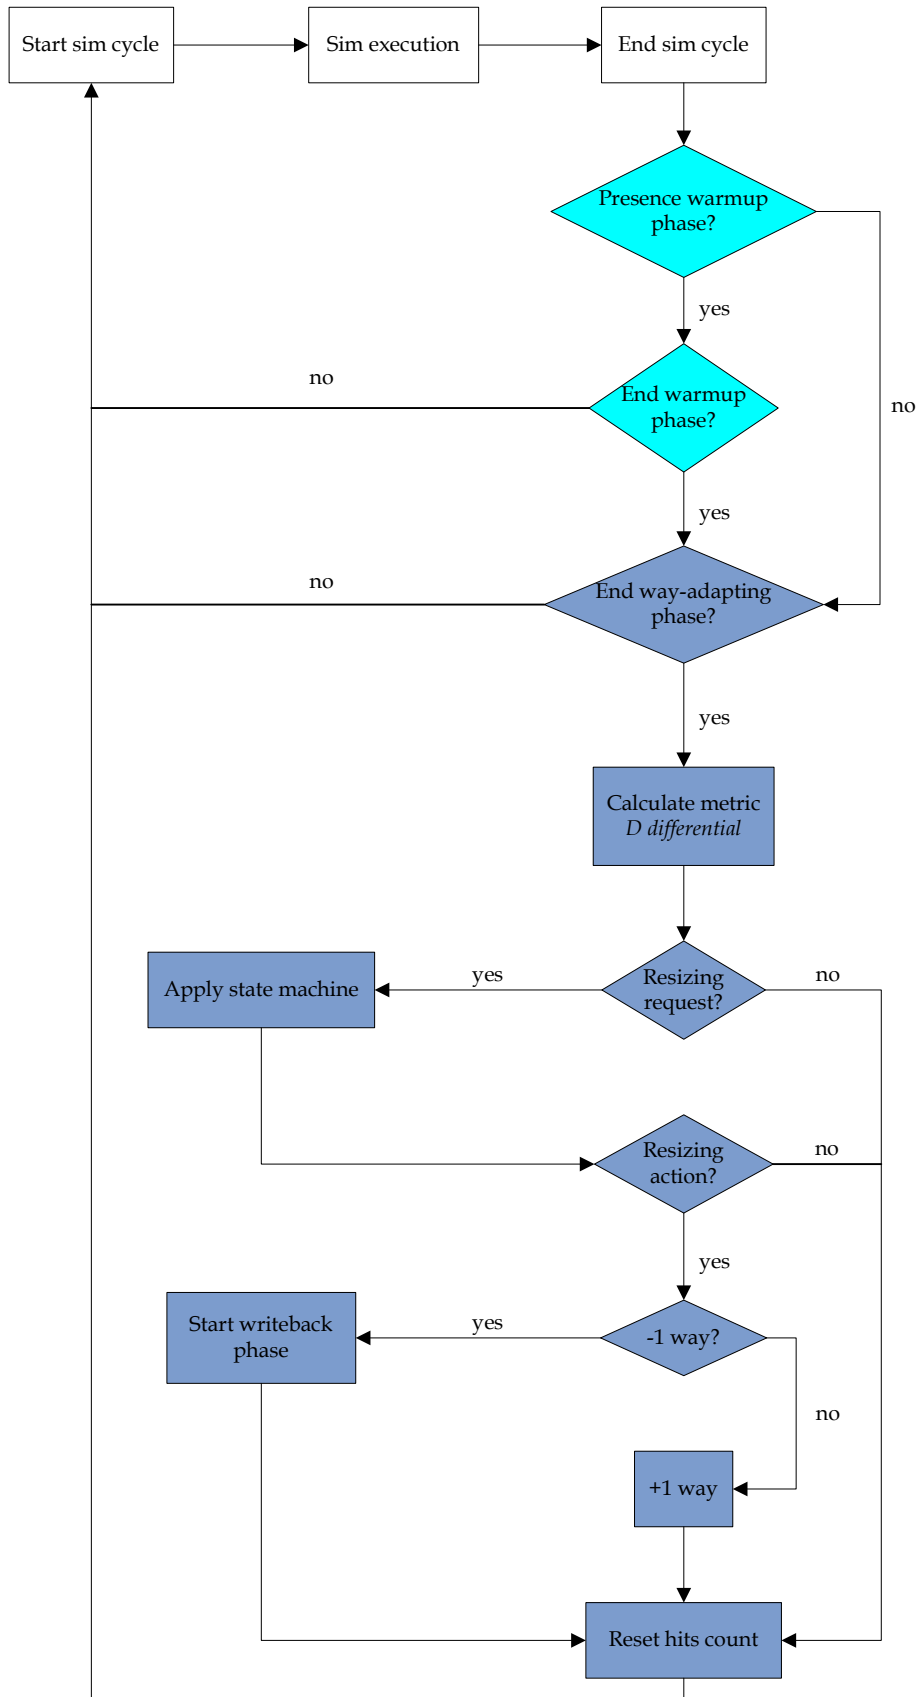 Start sim cycle
Sim execution
End sim cycle
Presence warmup
phase?
yes
no
End warmup
phase?
no
yes
no
End way-adapting
phase?
yes
Calculate metric
D differential
Apply state machine
yes
Resizing
request?
no
Resizing
action?
no
yes
Start writeback
phase
yes
-1 way?
no
+1 way
Reset hits count